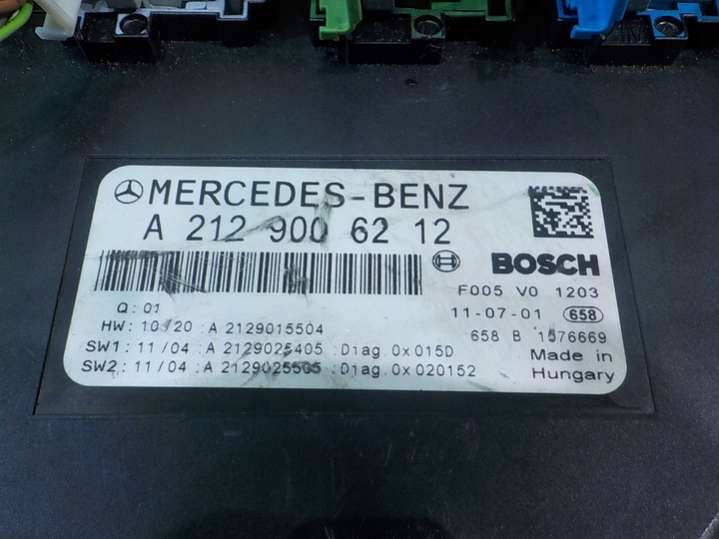 MERCEDES-BENZ
A 212 900 62 12
BOSCH
F005 V0 1203
Q: 01
11-07-01 658
HW: 10/20 :A 2129015504
658 B 1576669
SW1: 11/04 :A 2129025405 :Diag.0x015D
Made in
SW2: 11/04 :A 2129025505 :Diag.0x020152
Hungary